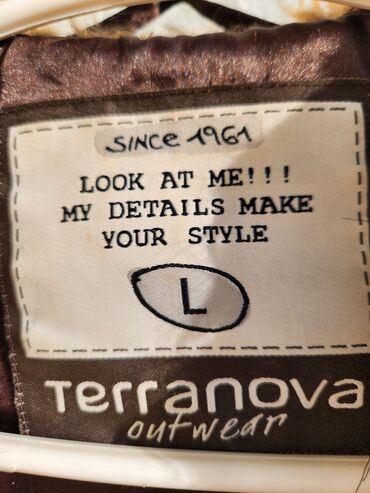 SINCE 1961
LOOK AT ME!!!
MY DETAILS MAKE
YOUR STYLE
L
Terranova
outwear